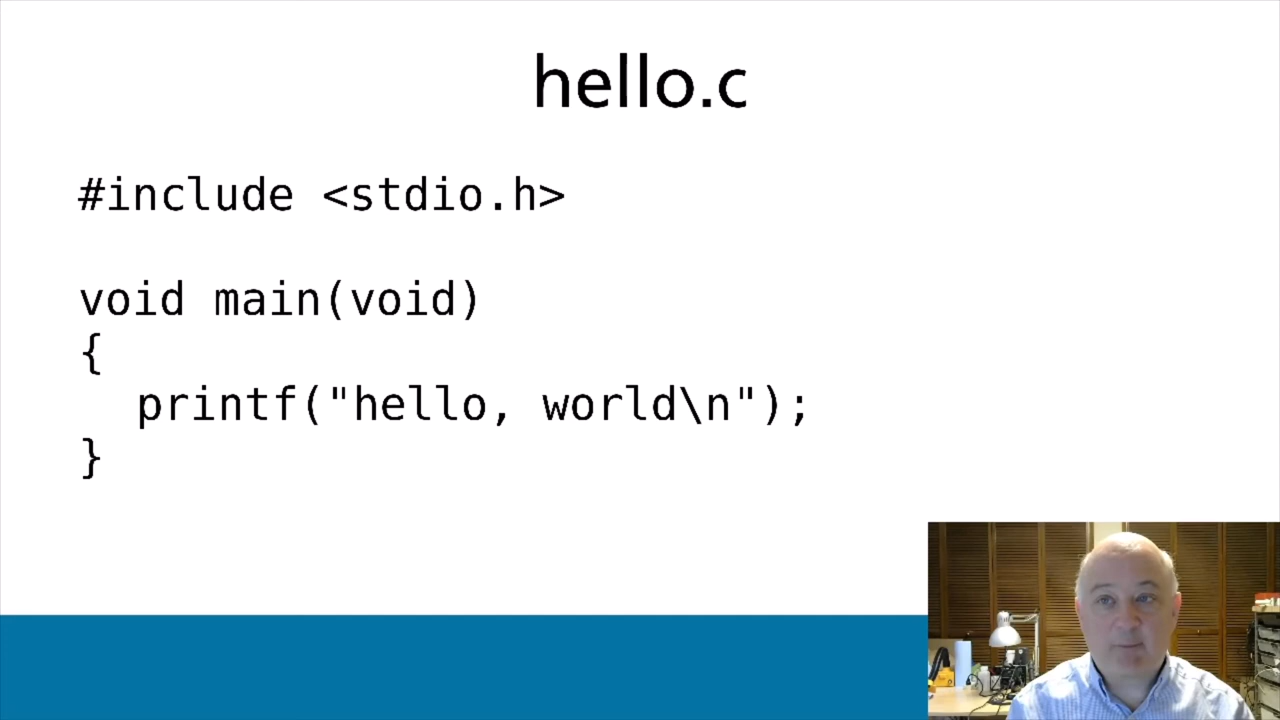 hello.c
#include <stdio.h>
void main(void)
{
printf("hello, world\n");
}